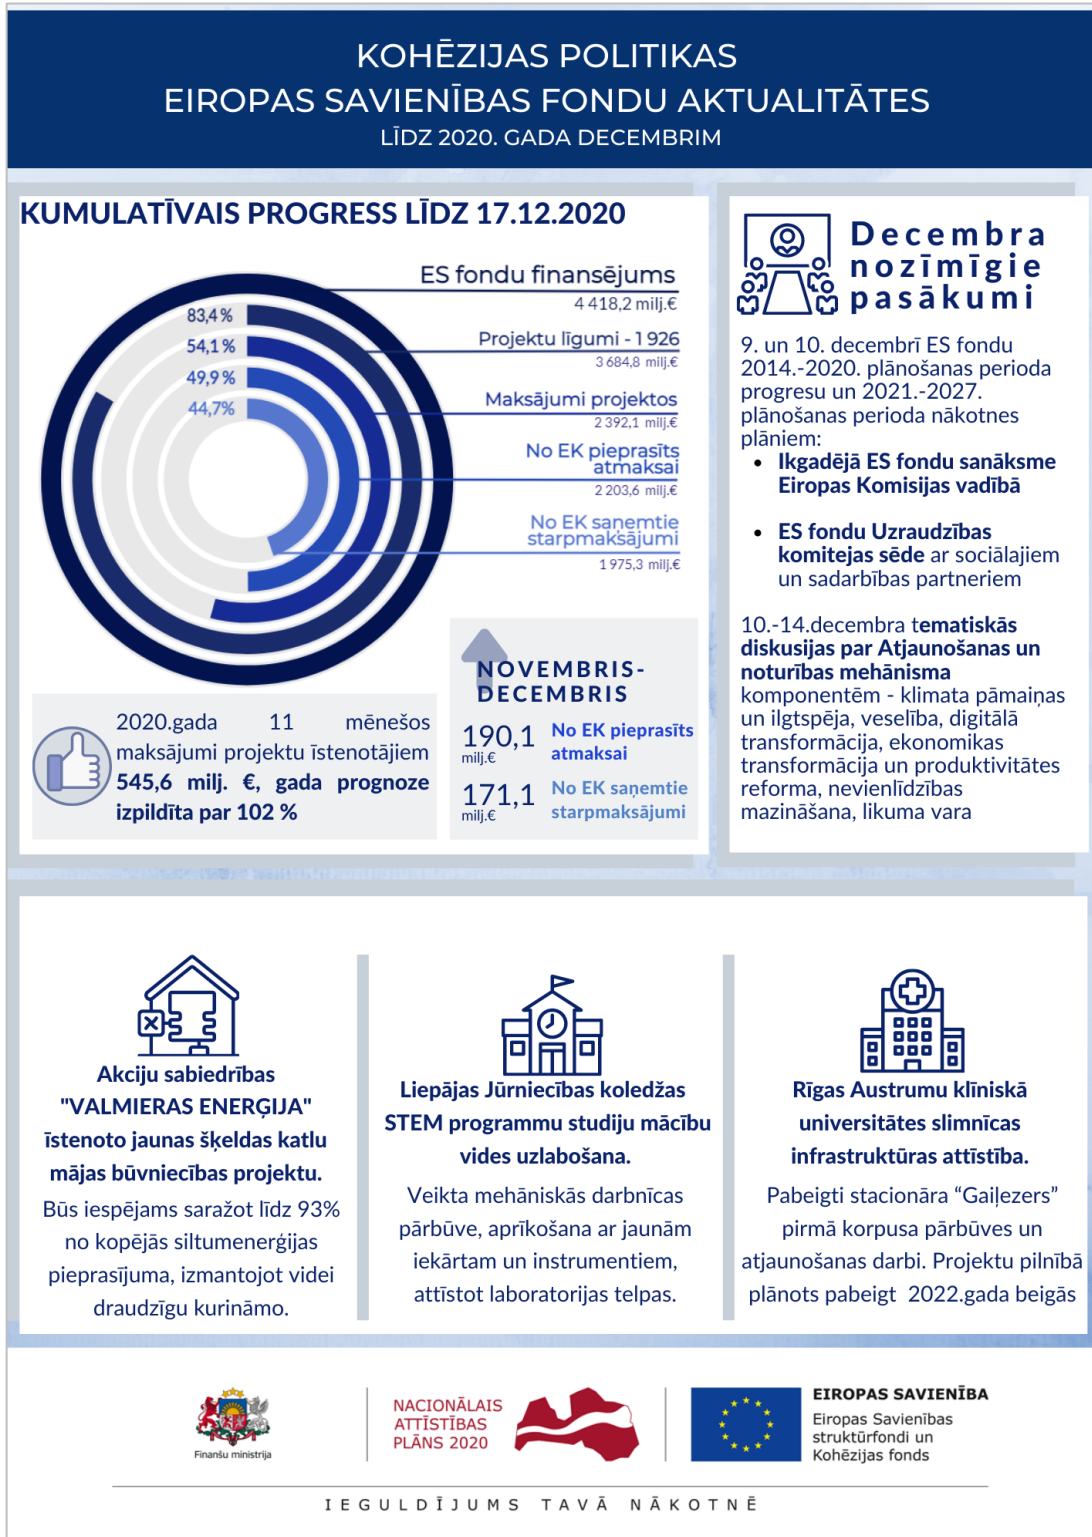 KOHĒZIJAS POLITIKAS
EIROPAS SAVIENĪBAS FONDU AKTUALITĀTES
LĪDZ 2020. GADA DECEMBRIM
KUMULATĪVAIS PROGRESS LĪDZ 17.12.2020
83,4 %
54,1 %
49,9 %
44,7%
ES fondu finansējums
4 418,2 milj.€
Projektu līgumi - 1 926
3 684,8 milj.€
Maksājumi projektos
2 392,1 milj.€
No EK pieprasīts
atmaksai
2 203,6 milj.€
No EK saņemtie
starpmaksājumi
1 975,3 milj.€
2020.gada 11 mēnešos
maksājumi projektu īstenotājiem
545,6 milj. €, gada prognoze
izpildīta par 102 %
NOVEMBRIS-
DECEMBRIS
190,1 No EK pieprasīts
milj.€ atmaksai
171,1 No EK saņemtie
milj.€ starpmaksājumi
Decembra
nozīmīgie
pasākumi
9. un 10. decembrī ES fondu
2014.-2020. plānošanas perioda
progresu un 2021.-2027.
plānošanas perioda nākotnes
plāniem:
• Ikgadējā ES fondu sanāksme
Eiropas Komisijas vadībā
• ES fondu Uzraudzības
komitejas sēde ar sociālajiem
un sadarbības partneriem
10.-14.decembra tematiskās
diskusijas par Atjaunošanas un
noturības mehānisma
komponentēm - klimata pāmaiņas
un ilgtspēja, veselība, digitālā
transformācija, ekonomikas
transformācija un produktivitātes
reforma, nevienlīdzības
mazināšana, likuma vara
Akciju sabiedrības
"VALMIERAS ENERĢIJA"
īstenoto jaunas šķeldas katlu
mājas būvniecības projektu.
Būs iespējams saražot līdz 93%
no kopējās siltumenerģijas
pieprasījuma, izmantojot videi
draudzīgu kurināmo.
Liepājas Jūrniecības koledžas
STEM programmu studiju mācību
vides uzlabošana.
Veikta mehāniskās darbnīcas
pārbūve, aprīkošana ar jaunām
iekārtam un instrumentiem,
attīstot laboratorijas telpas.
Rīgas Austrumu klīniskā
universitātes slimnīcas
infrastruktūras attīstība.
Pabeigti stacionāra “Gaiļezers”
pirmā korpusa pārbūves un
atjaunošanas darbi. Projektu pilnībā
plānots pabeigt 2022.gada beigās
Finanšu ministrija
NACIONĀLAIS
ATTĪSTĪBAS
PLĀNS 2020
EIROPAS SAVIENĪBA
Eiropas Savienības
struktūrfondi un
Kohēzijas fonds
IEGULDĪJUMS TAVĀ NĀKOTNĒ